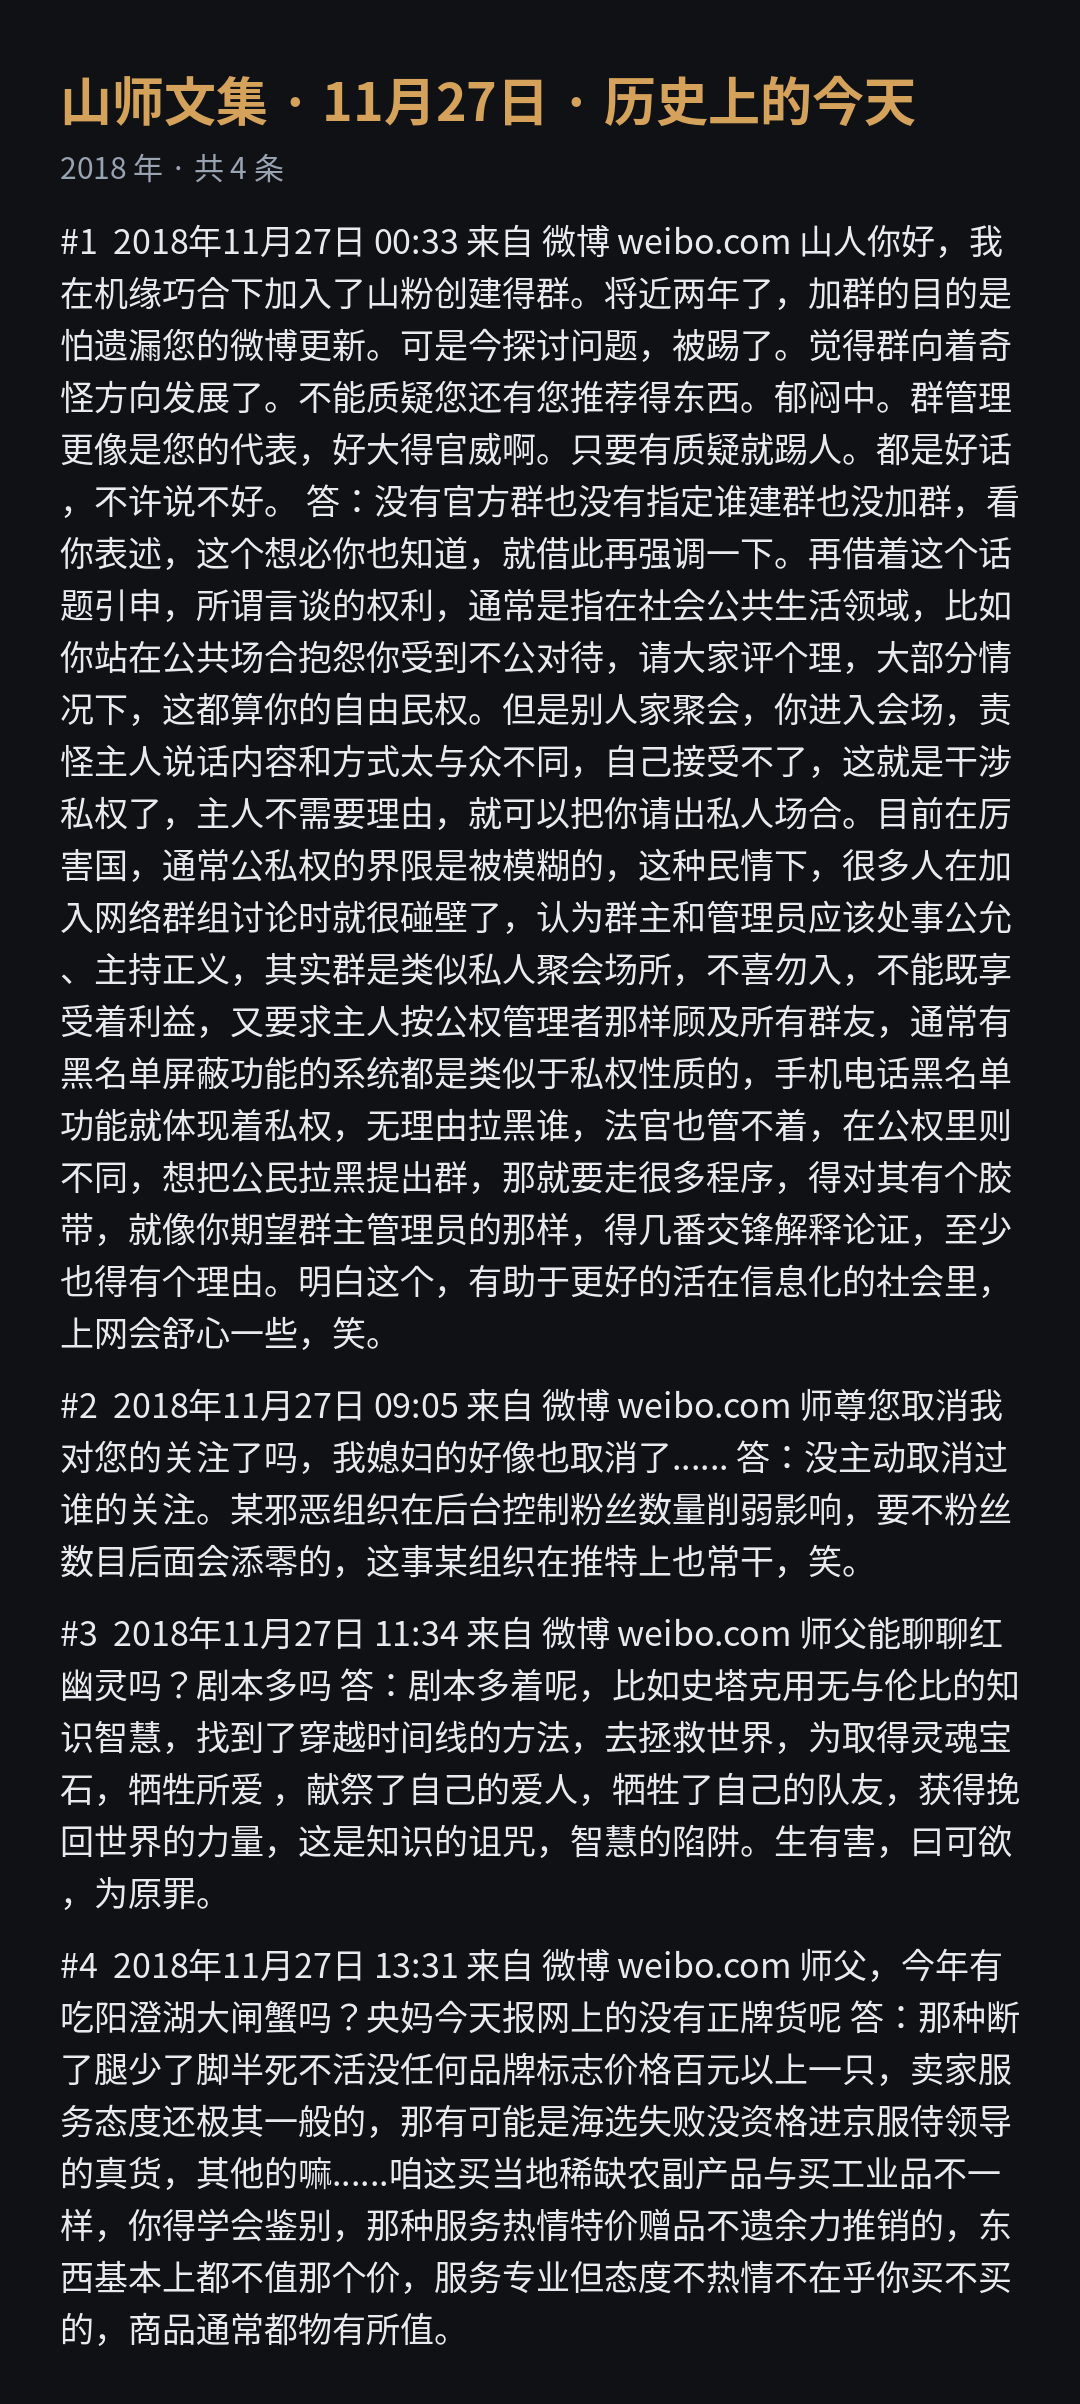 山师文集 · 11月27日 · 历史上的今天
2018 年 · 共 4 条
#1 2018年11月27日 00:33 来自 微博 weibo.com 山人你好，我
在机缘巧合下加入了山粉创建得群。将近两年了，加群的目的是
怕遗漏您的微博更新。可是今探讨问题，被踢了。觉得群向着奇
怪方向发展了。不能质疑您还有您推荐得东西。郁闷中。群管理
更像是您的代表，好大得官威啊。只要有质疑就踢人。都是好话
，不许说不好。 答：没有官方群也没有指定谁建群也没加群，看
你表述，这个想必你也知道，就借此再强调一下。再借着这个话
题引申，所谓言谈的权利，通常是指在社会公共生活领域，比如
你站在公共场合抱怨你受到不公对待，请大家评个理，大部分情
况下，这都算你的自由民权。但是别人家聚会，你进入会场，责
怪主人说话内容和方式太与众不同，自己接受不了，这就是干涉
私权了，主人不需要理由，就可以把你请出私人场合。目前在厉
害国，通常公私权的界限是被模糊的，这种民情下，很多人在加
入网络群组讨论时就很碰壁了，认为群主和管理员应该处事公允
、主持正义，其实群是类似私人聚会场所，不喜勿入，不能既享
受着利益，又要求主人按公权管理者那样顾及所有群友，通常有
黑名单屏蔽功能的系统都是类似于私权性质的，手机电话黑名单
功能就体现着私权，无理由拉黑谁，法官也管不着，在公权里则
不同，想把公民拉黑提出群，那就要走很多程序，得对其有个胶
带，就像你期望群主管理员的那样，得几番交锋解释论证，至少
也得有个理由。明白这个，有助于更好的活在信息化的社会里，
上网会舒心一些，笑。
#2 2018年11月27日 09:05 来自 微博 weibo.com 师尊您取消我
对您的关注了吗，我媳妇的好像也取消了...... 答：没主动取消过
谁的关注。某邪恶组织在后台控制粉丝数量削弱影响，要不粉丝
数目后面会添零的，这事某组织在推特上也常干，笑。
#3 2018年11月27日 11:34 来自 微博 weibo.com 师父能聊聊红
幽灵吗？剧本多吗 答：剧本多着呢，比如史塔克用无与伦比的知
识智慧，找到了穿越时间线的方法，去拯救世界，为取得灵魂宝
石，牺牲所爱 ，献祭了自己的爱人，牺牲了自己的队友，获得挽
回世界的力量，这是知识的诅咒，智慧的陷阱。生有害，曰可欲
，为原罪。
#4 2018年11月27日 13:31 来自 微博 weibo.com 师父，今年有
吃阳澄湖大闸蟹吗？央妈今天报网上的没有正牌货呢 答：那种断
了腿少了脚半死不活没任何品牌标志价格百元以上一只，卖家服
务态度还极其一般的，那有可能是海选失败没资格进京服侍领导
的真货，其他的嘛......咱这买当地稀缺农副产品与买工业品不一
样，你得学会鉴别，那种服务热情特价赠品不遗余力推销的，东
西基本上都不值那个价，服务专业但态度不热情不在乎你买不买
的，商品通常都物有所值。